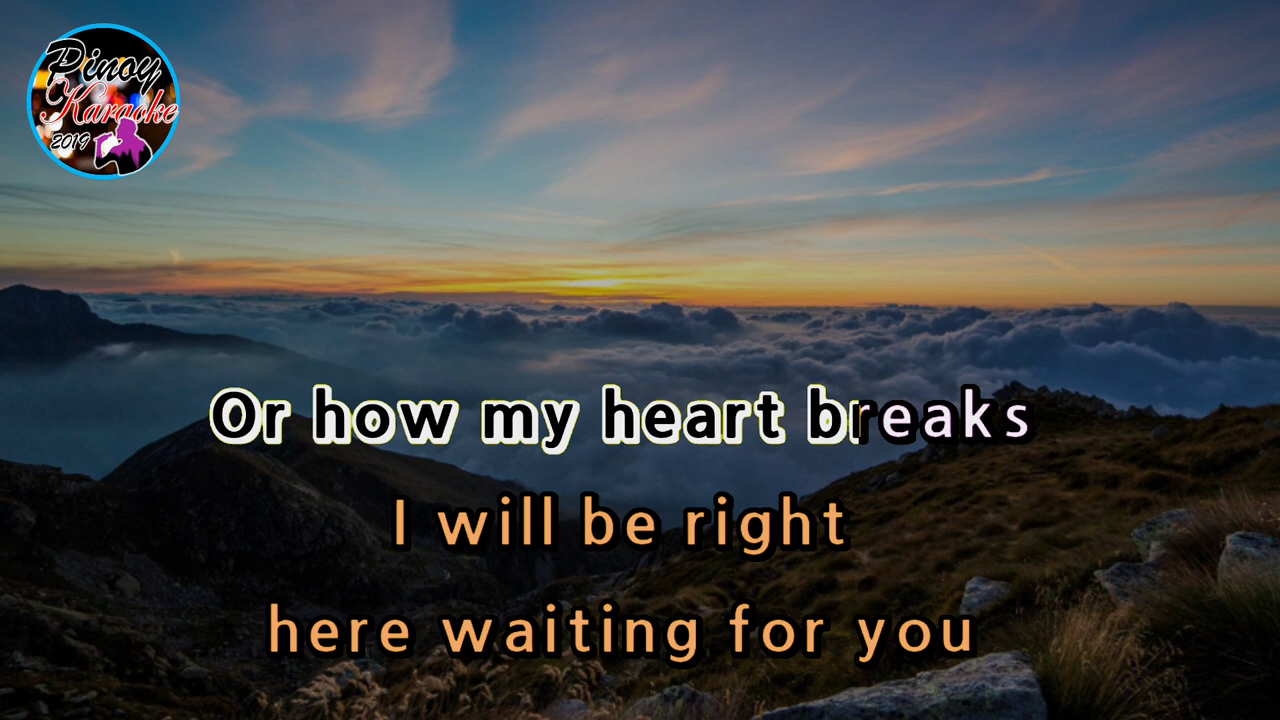 Pinoy
Karaoke
2019
Or how my heart breaks
I will be right
here waiting for you